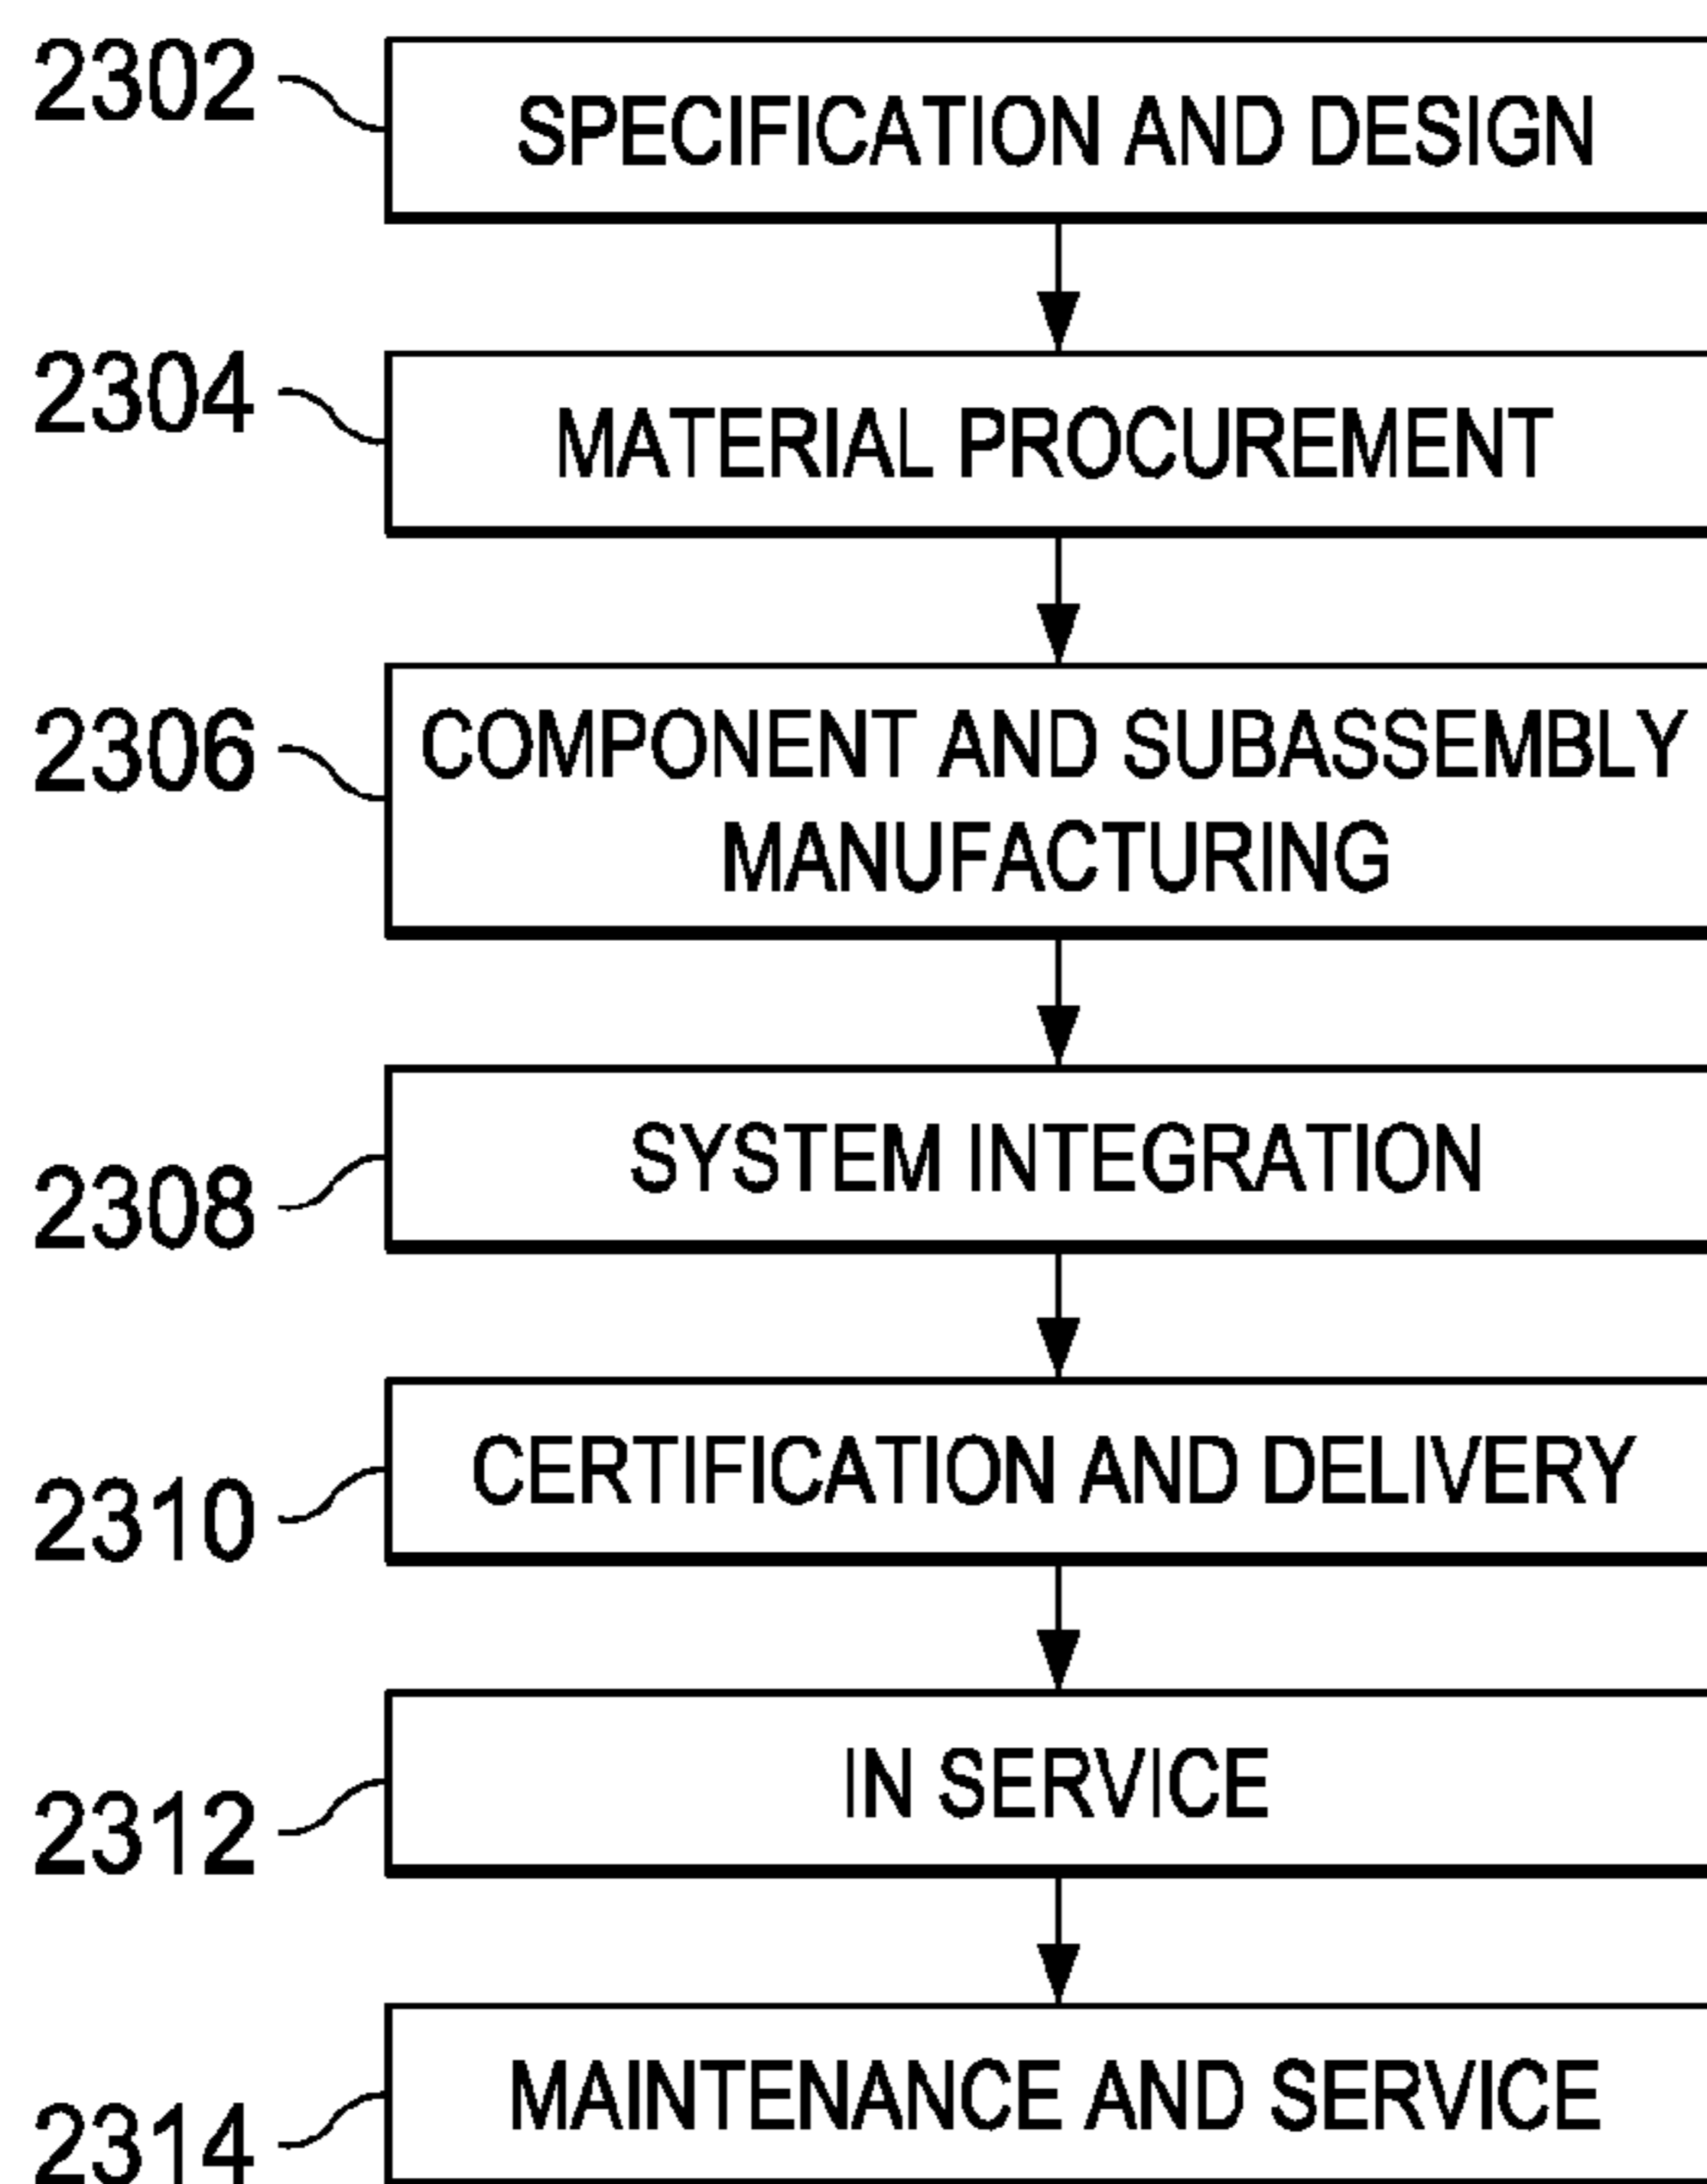 2302
SPECIFICATION AND DESIGN
2304
MATERIAL PROCUREMENT
2306
COMPONENT AND SUBASSEMBLY
MANUFACTURING
SYSTEM INTEGRATION
2308
CERTIFICATION AND DELIVERY
2310
IN SERVICE
2312
MAINTENANCE AND SERVICE
2314